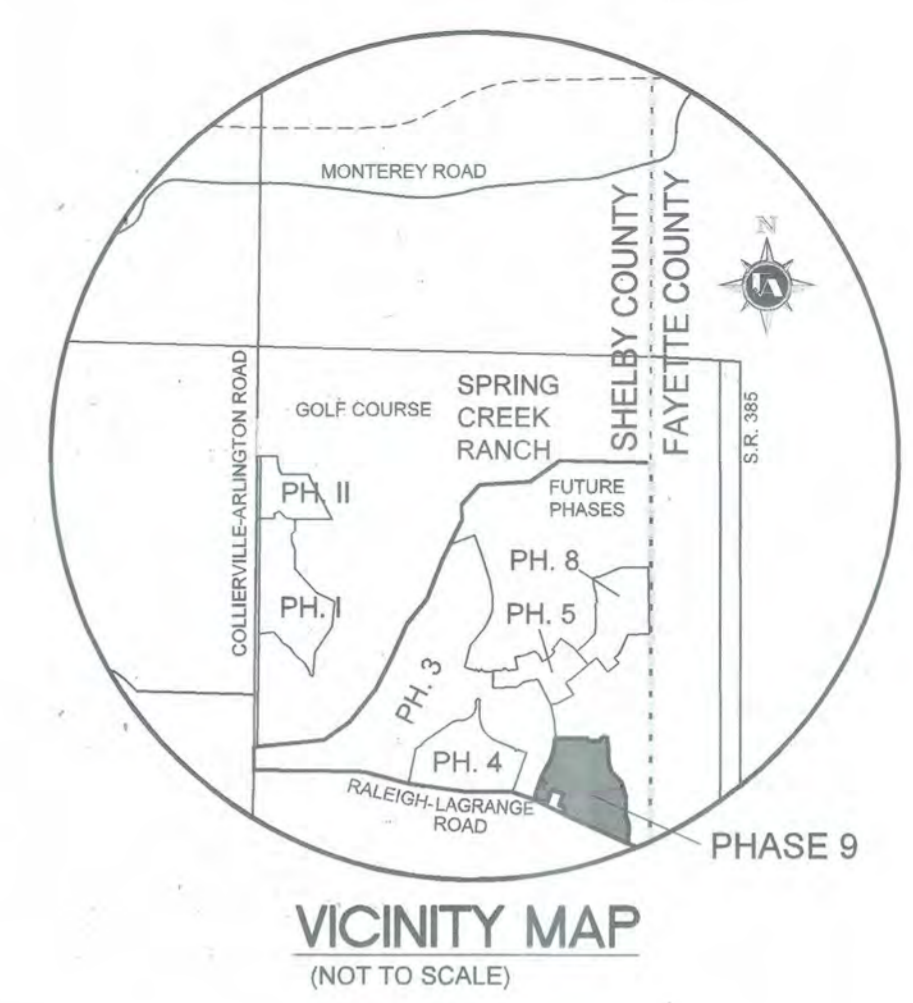 MONTEREY ROAD
SHELBY COUNTY
FAYETTE COUNTY
N
TA
COLLIERVILLE-ARLINGTON ROAD
GOLF COURSE
SPRING
CREEK
RANCH
S.R. 385
PH. II
FUTURE
PHASES
PH. 8
PH. I
PH. 5
PH. 3
PH. 4
RALEIGH-LAGRANGE
ROAD
PHASE 9
VICINITY MAP
(NOT TO SCALE)